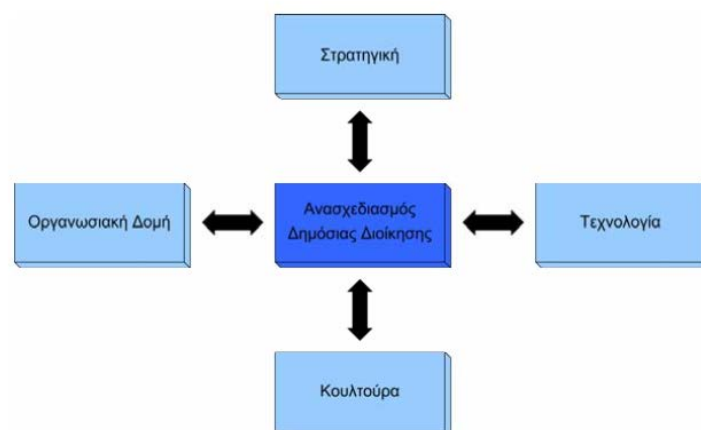 Στρατηγική
Οργανωσιακή Δομή
Ανασχεδιασμός
Δημόσιας Διοίκησης
Τεχνολογία
Κουλτούρα